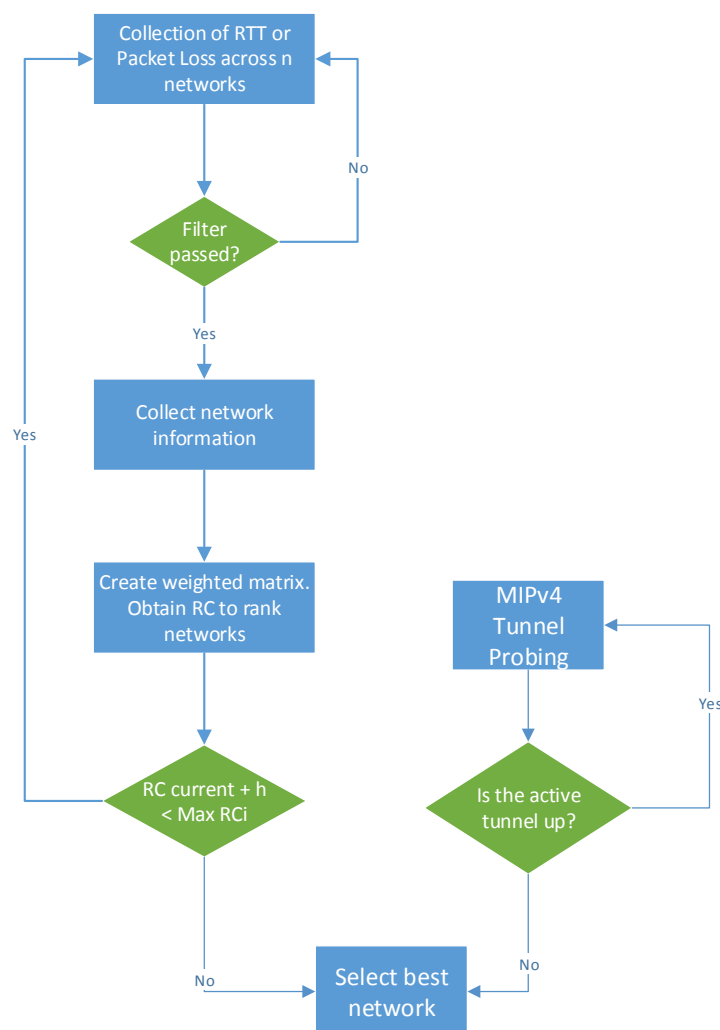 Collection of RTT or
Packet Loss across n
networks
No
Filter
passed?
Yes
Collect network
information
Yes
Create weighted matrix.
Obtain RC to rank
networks
MIPv4
Tunnel
Probing
Yes
RC current + h
< Max RCi
Is the active
tunnel up?
No
No
Select best
network